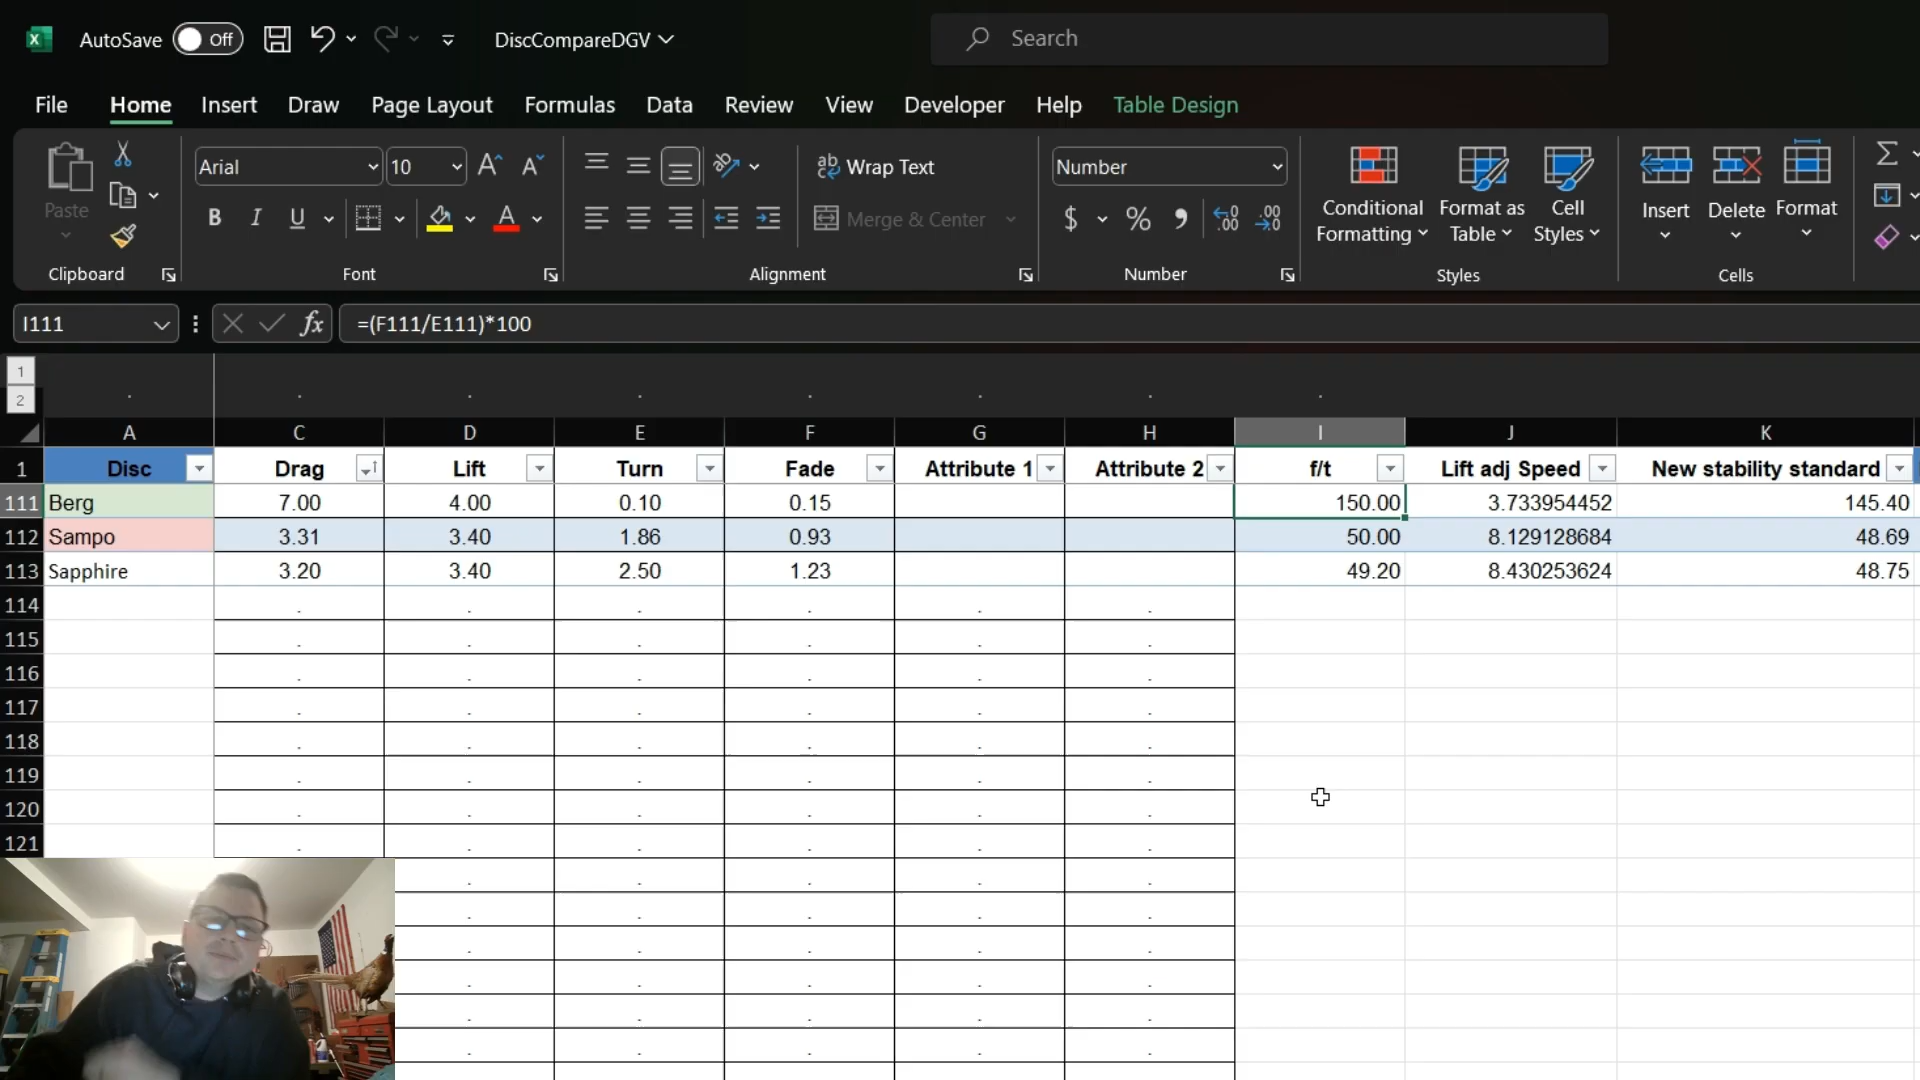 AutoSave Off DiscCompareDGV Search
File Home Insert Draw Page Layout Formulas Data Review View Developer Help Table Design
Paste Arial 10 Wrap Text Number Conditional Formatting Format as Table Cell Styles Insert Delete Format
B I U A Merge & Center $ %
Clipboard Font Alignment Number Styles Cells
I111 fx =(F111/E111)*100
1
2
A C D E F G H I J K
1 Disc Drag Lift Turn Fade Attribute 1 Attribute 2 f/t Lift adj Speed New stability standard
111 Berg 7.00 4.00 0.10 0.15 150.00 3.733954452 145.40
112 Sampo 3.31 3.40 1.86 0.93 50.00 8.129128684 48.69
113 Sapphire 3.20 3.40 2.50 1.23 49.20 8.430253624 48.75
114
115
116
117
118
119
120
121